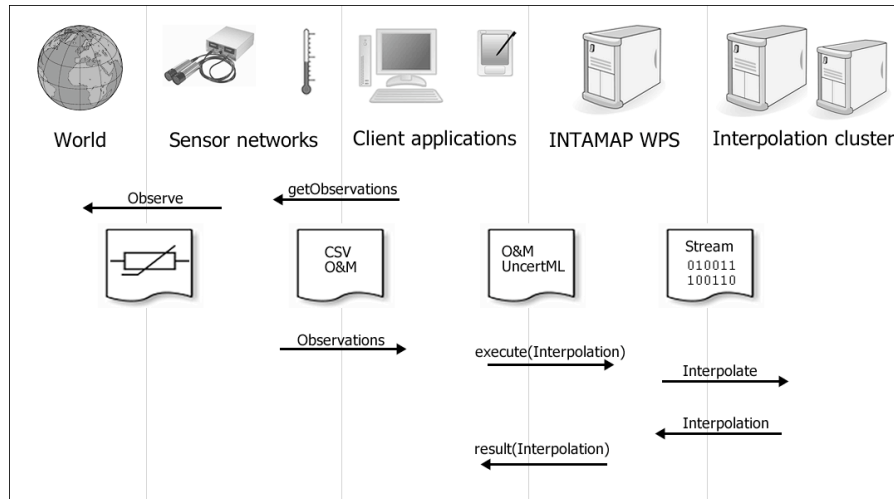 World
Sensor networks
Client applications
INTAMAP WPS
Interpolation cluster
Observe
getObservations
CSV
O&M
O&M
UncertML
Stream
010011
100110
Observations
execute(Interpolation)
Interpolate
Interpolation
result(Interpolation)